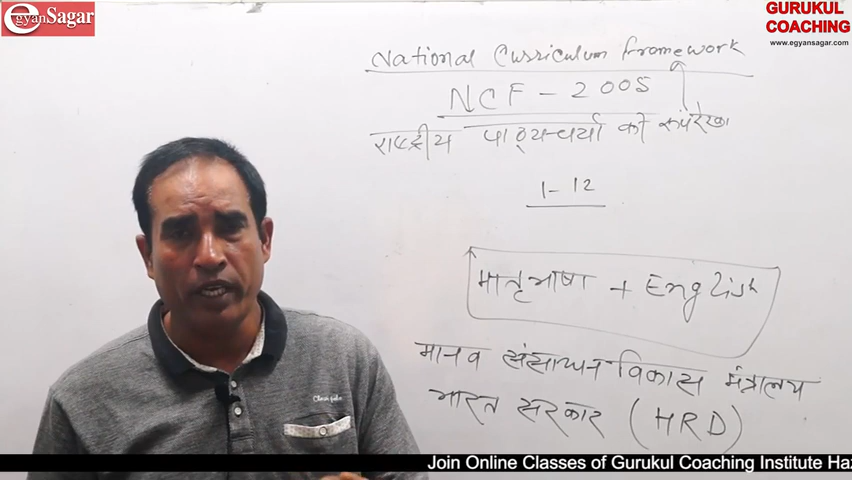 egyanSagar
GURUKUL
COACHING
www.egyansagar.com
National Curriculum Framework
NCF - 2005
राष्ट्रीय पाठ्यचर्या की रूपरेखा
1-12
मातृभाषा + English
मानव संसाधन विकास मंत्रालय
भारत सरकार (HRD)
Join Online Classes of Gurukul Coaching Institute Haz